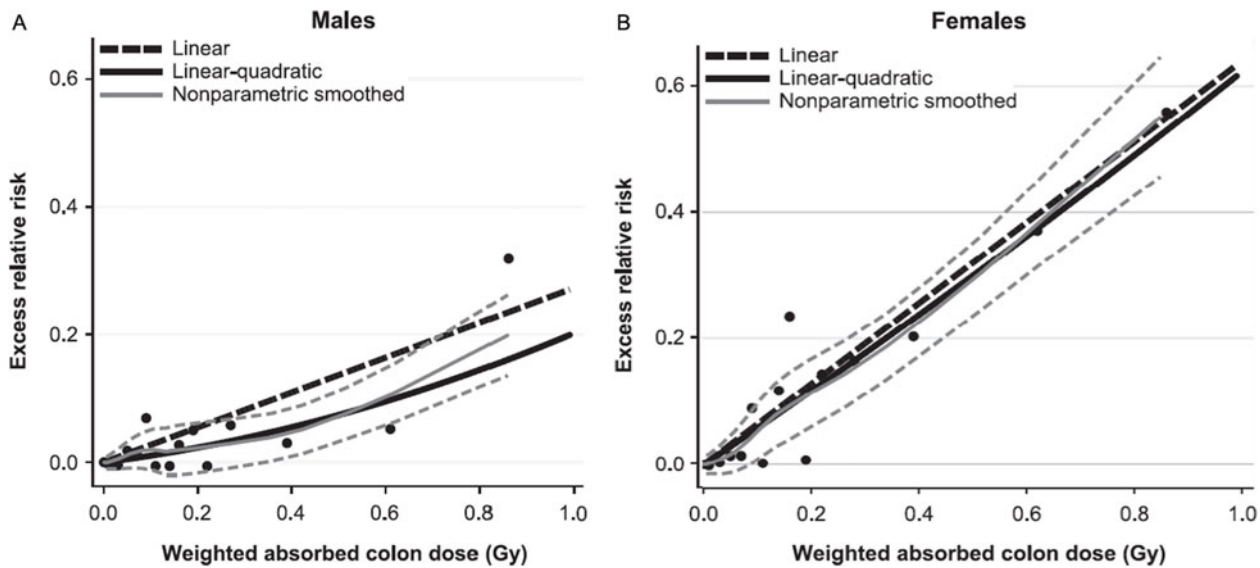 A
Males
Linear
Linear-quadratic
Nonparametric smoothed
0.6
0.4
0.2
0.0
Excess relative risk
0.0 0.2 0.4 0.6 0.8 1.0
Weighted absorbed colon dose (Gy)
B
Females
Linear
Linear-quadratic
Nonparametric smoothed
0.6
0.4
0.2
0.0
Excess relative risk
0.0 0.2 0.4 0.6 0.8 1.0
Weighted absorbed colon dose (Gy)